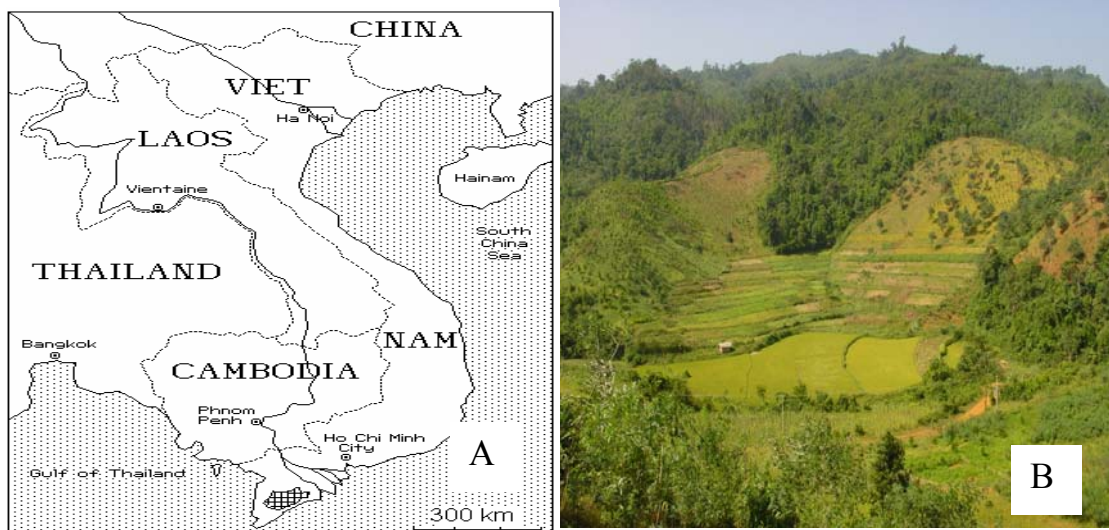 CHINA
VIET
Ha Noi
LAOS
Hainam
Vientaine
South
China
Sea
THAILAND
NAM
Bangkok
CAMBODIA
Phnom
Penh
Ho Chi Minh
City
Gulf of Thailand
300 km
A
B